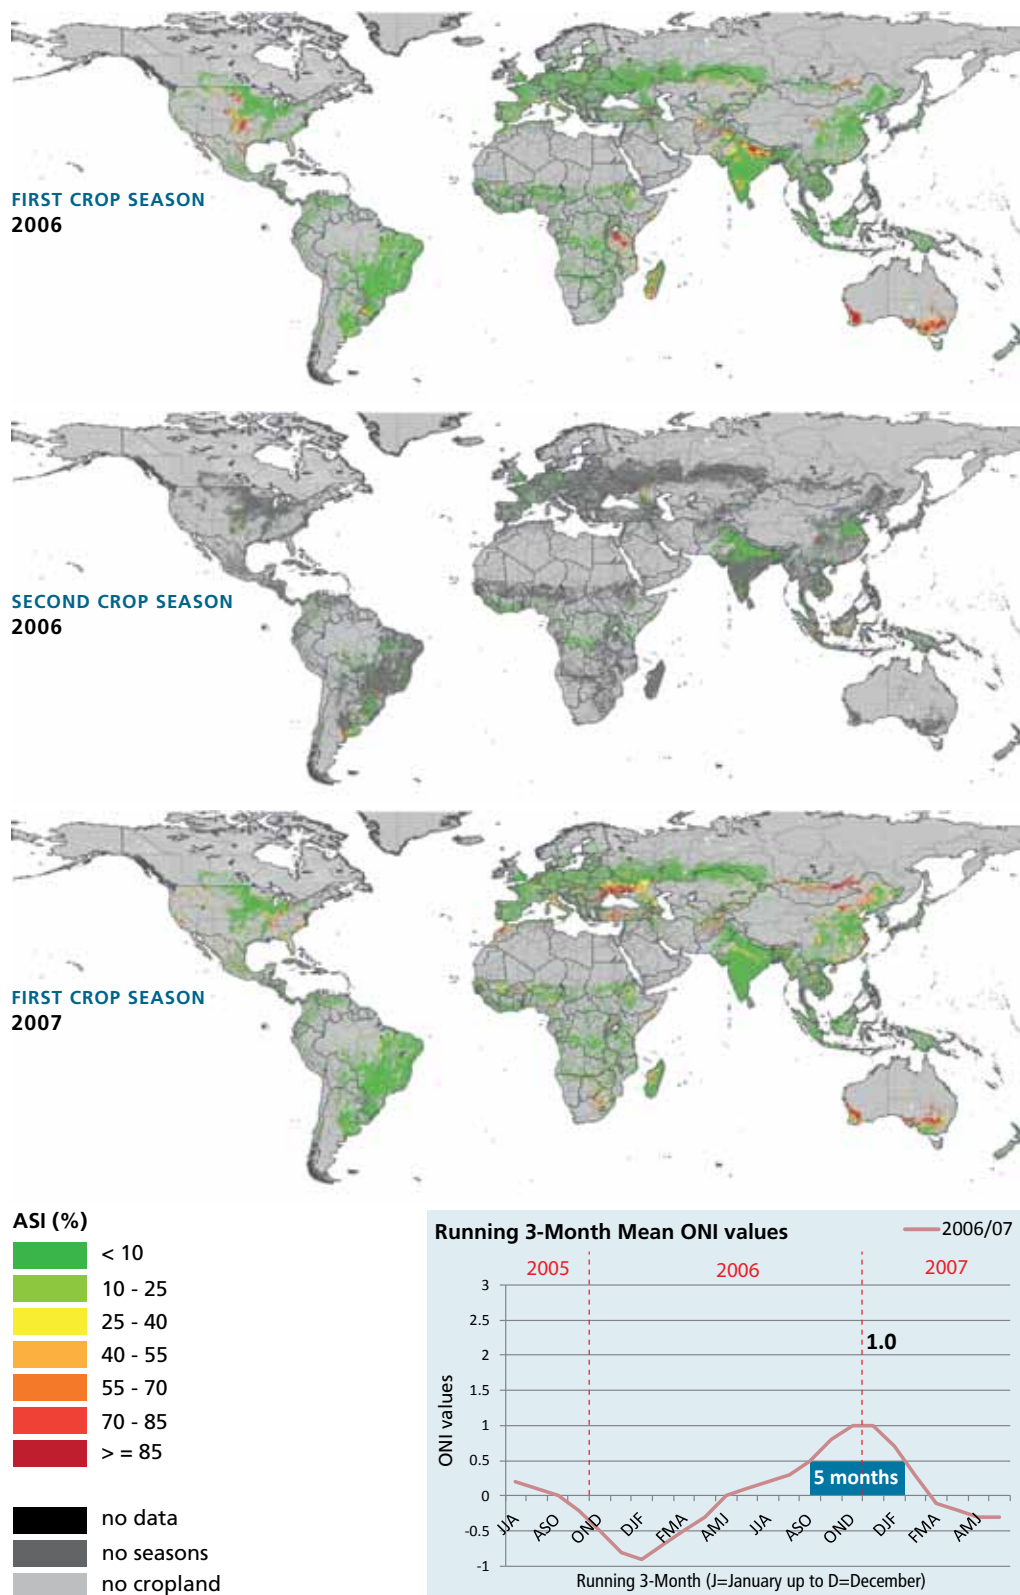 FIRST CROP SEASON
2006
SECOND CROP SEASON
2006
FIRST CROP SEASON
2007
ASI (%)
< 10
10 - 25
25 - 40
40 - 55
55 - 70
70 - 85
> = 85
no data
no seasons
no cropland
Running 3-Month Mean ONI values
2006/07
2005
2006
2007
3
2.5
2
1.5
1
0.5
0
-0.5
-1
ONI values
1.0
5 months
JJA
ASO
OND
DJF
FMA
AMJ
JJA
ASO
OND
DJF
FMA
AMJ
Running 3-Month (J=January up to D=December)